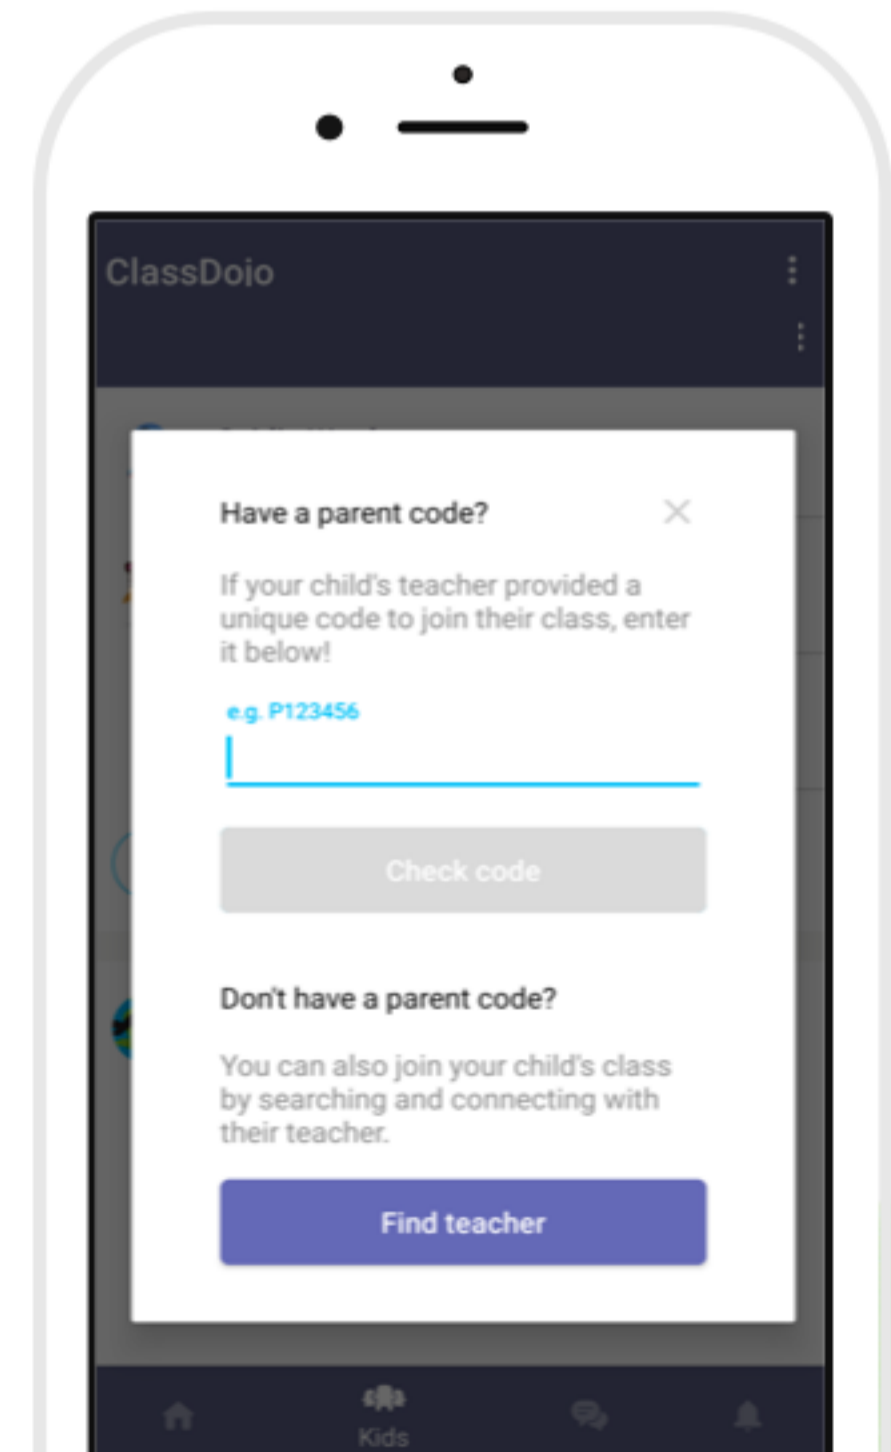 ClassDojo
Have a parent code?
If your child's teacher provided a
unique code to join their class, enter
it below!
e.g. P123456
Check code
Don't have a parent code?
You can also join your child's class
by searching and connecting with
their teacher.
Find teacher
Kids